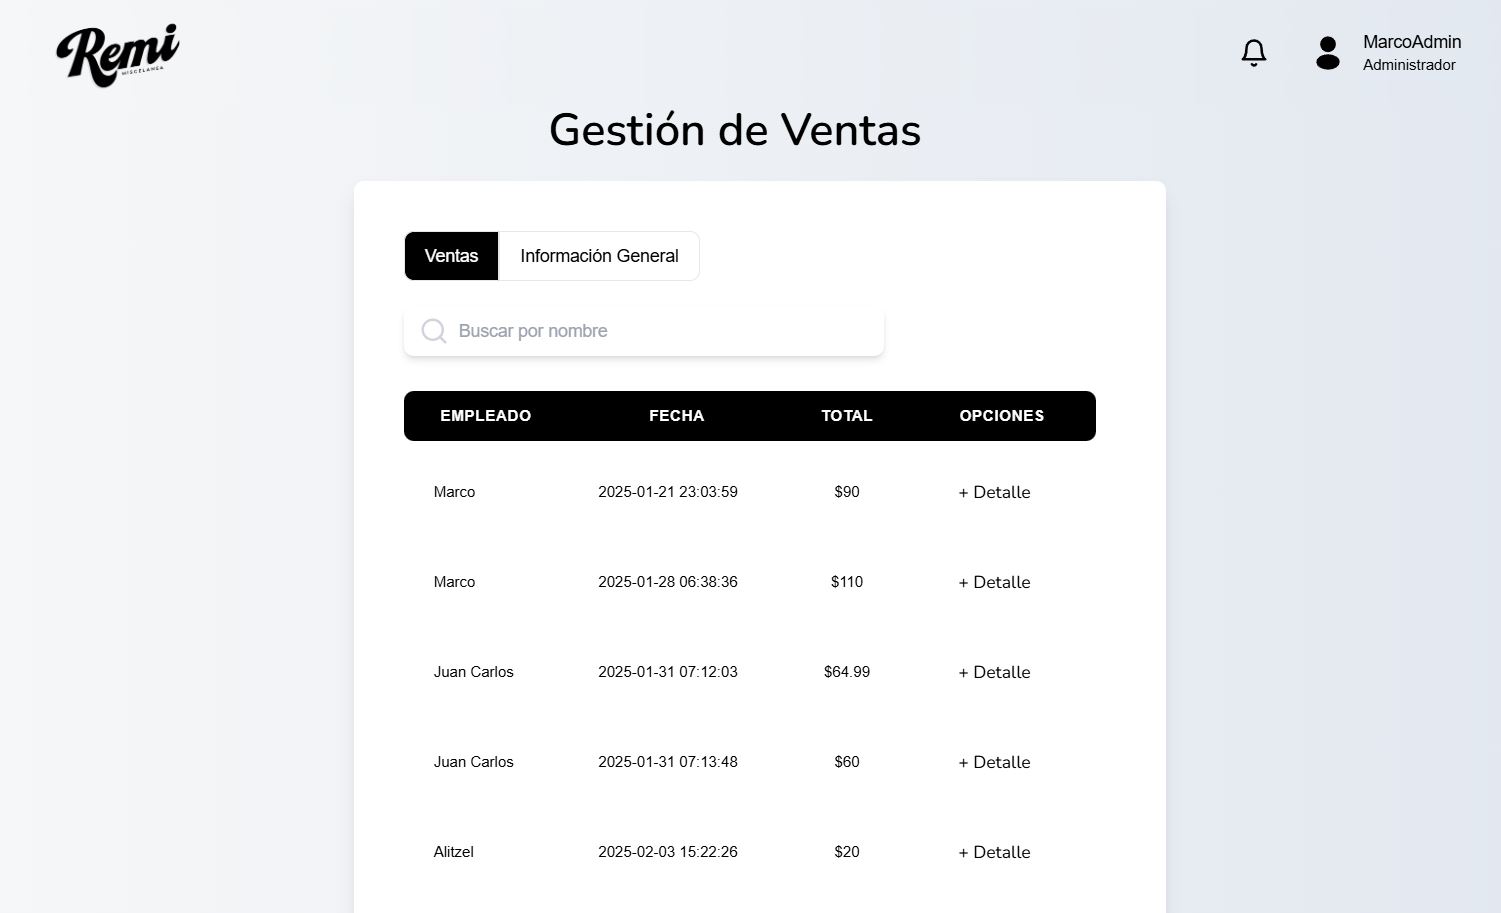 Remi
MISCELANEA
MarcoAdmin
Administrador
Gestión de Ventas
Ventas Información General
Buscar por nombre
EMPLEADO FECHA TOTAL OPCIONES
Marco 2025-01-21 23:03:59 $90 + Detalle
Marco 2025-01-28 06:38:36 $110 + Detalle
Juan Carlos 2025-01-31 07:12:03 $64.99 + Detalle
Juan Carlos 2025-01-31 07:13:48 $60 + Detalle
Alitzel 2025-02-03 15:22:26 $20 + Detalle